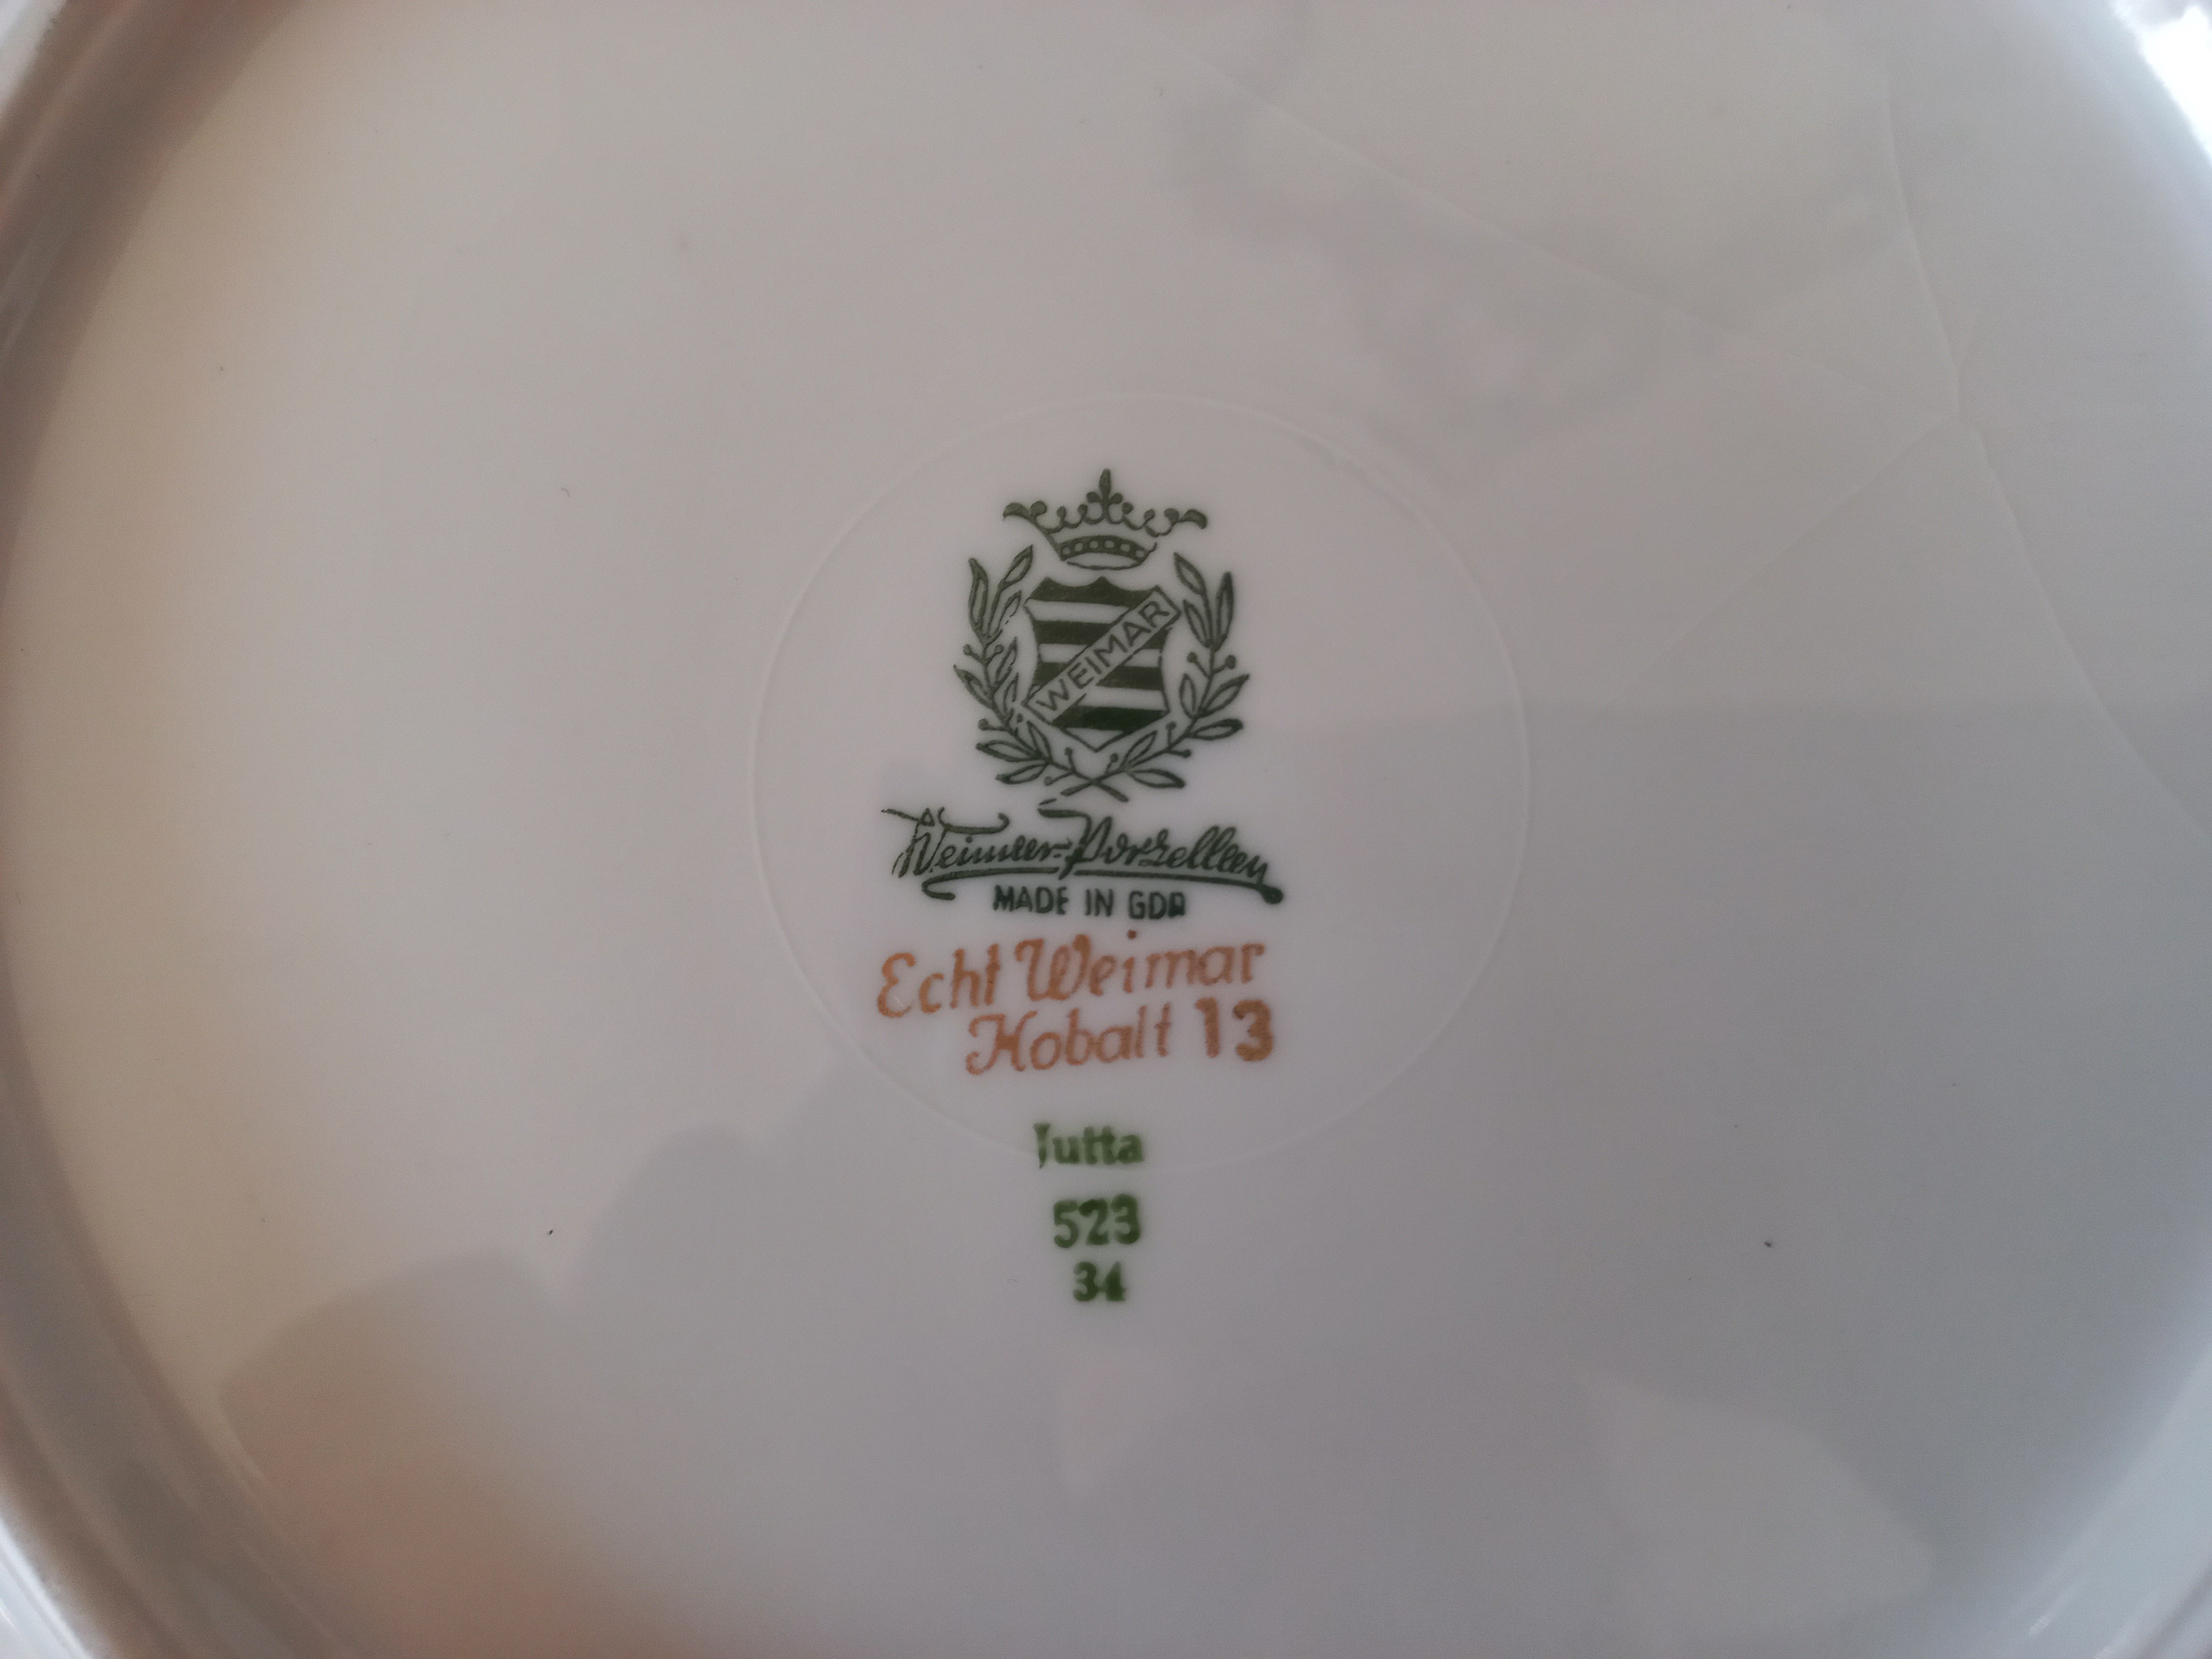 WEIMAR
Weimar-Porzellan
MADE IN GDR
Echt Weimar
Kobalt 13
Jutta
523
34